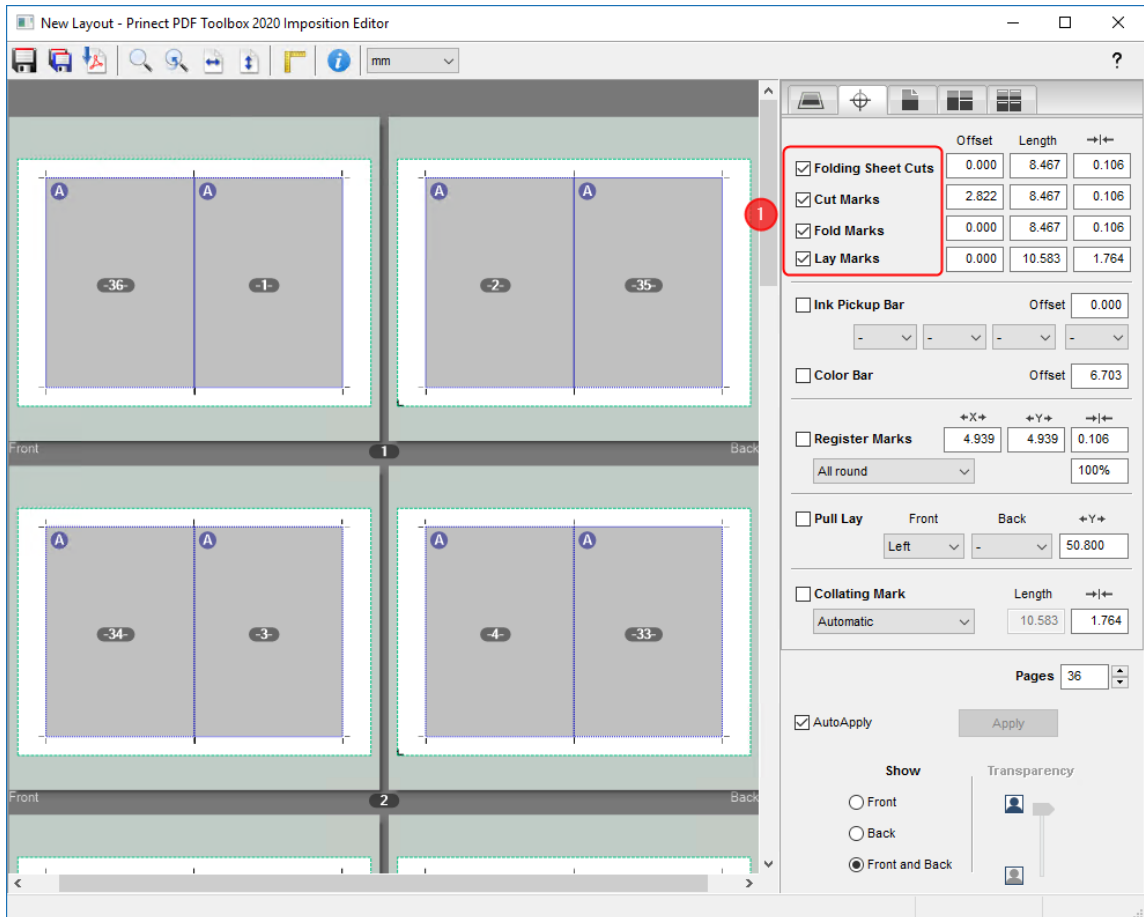 New Layout - Prinect PDF Toolbox 2020 Imposition Editor
mm
?
A A A A
-36- -1- -2- -35-
Front 1 Back
A A A A
-34- -3- -4- -33-
Front 2 Back
Offset Length
Folding Sheet Cuts 0.000 8.467 0.106
Cut Marks 2.822 8.467 0.106
1
Fold Marks 0.000 8.467 0.106
Lay Marks 0.000 10.583 1.764
Ink Pickup Bar Offset 0.000
- - - -
Color Bar Offset 6.703
X Y
Register Marks 4.939 4.939 0.106
All round 100%
Pull Lay Front Back Y
Left - 50.800
Collating Mark Length
Automatic 10.583 1.764
Pages 36
AutoApply Apply
Show Transparency
Front
Back
Front and Back